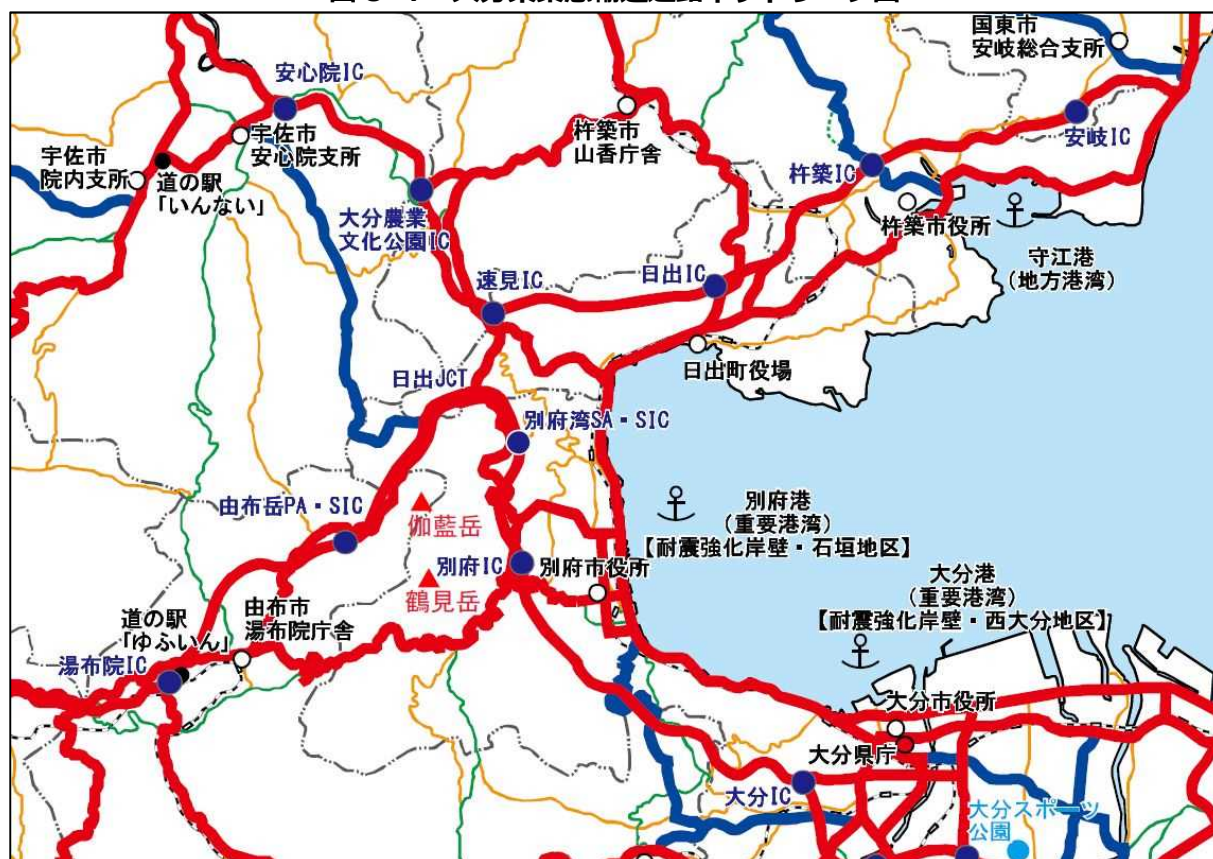 国東市
安岐総合支所
安心院IC
宇佐市
安心院支所
杵築市
山香庁舎
安岐IC
宇佐市
院内支所
道の駅
「いんない」
杵築IC
大分農業
文化公園IC
杵築市役所
守江港
(地方港湾)
速見IC
日出IC
日出町役場
日出JCT
別府湾SA・SIC
由布岳PA・SIC
伽藍岳
別府港
(重要港湾)
【耐震強化岸壁・石垣地区】
別府IC
別府市役所
鶴見岳
大分港
(重要港湾)
【耐震強化岸壁・西大分地区】
道の駅
「ゆふいん」
由布市
湯布院庁舎
湯布院IC
大分市役所
大分県庁
大分IC
大分スポーツ
公園